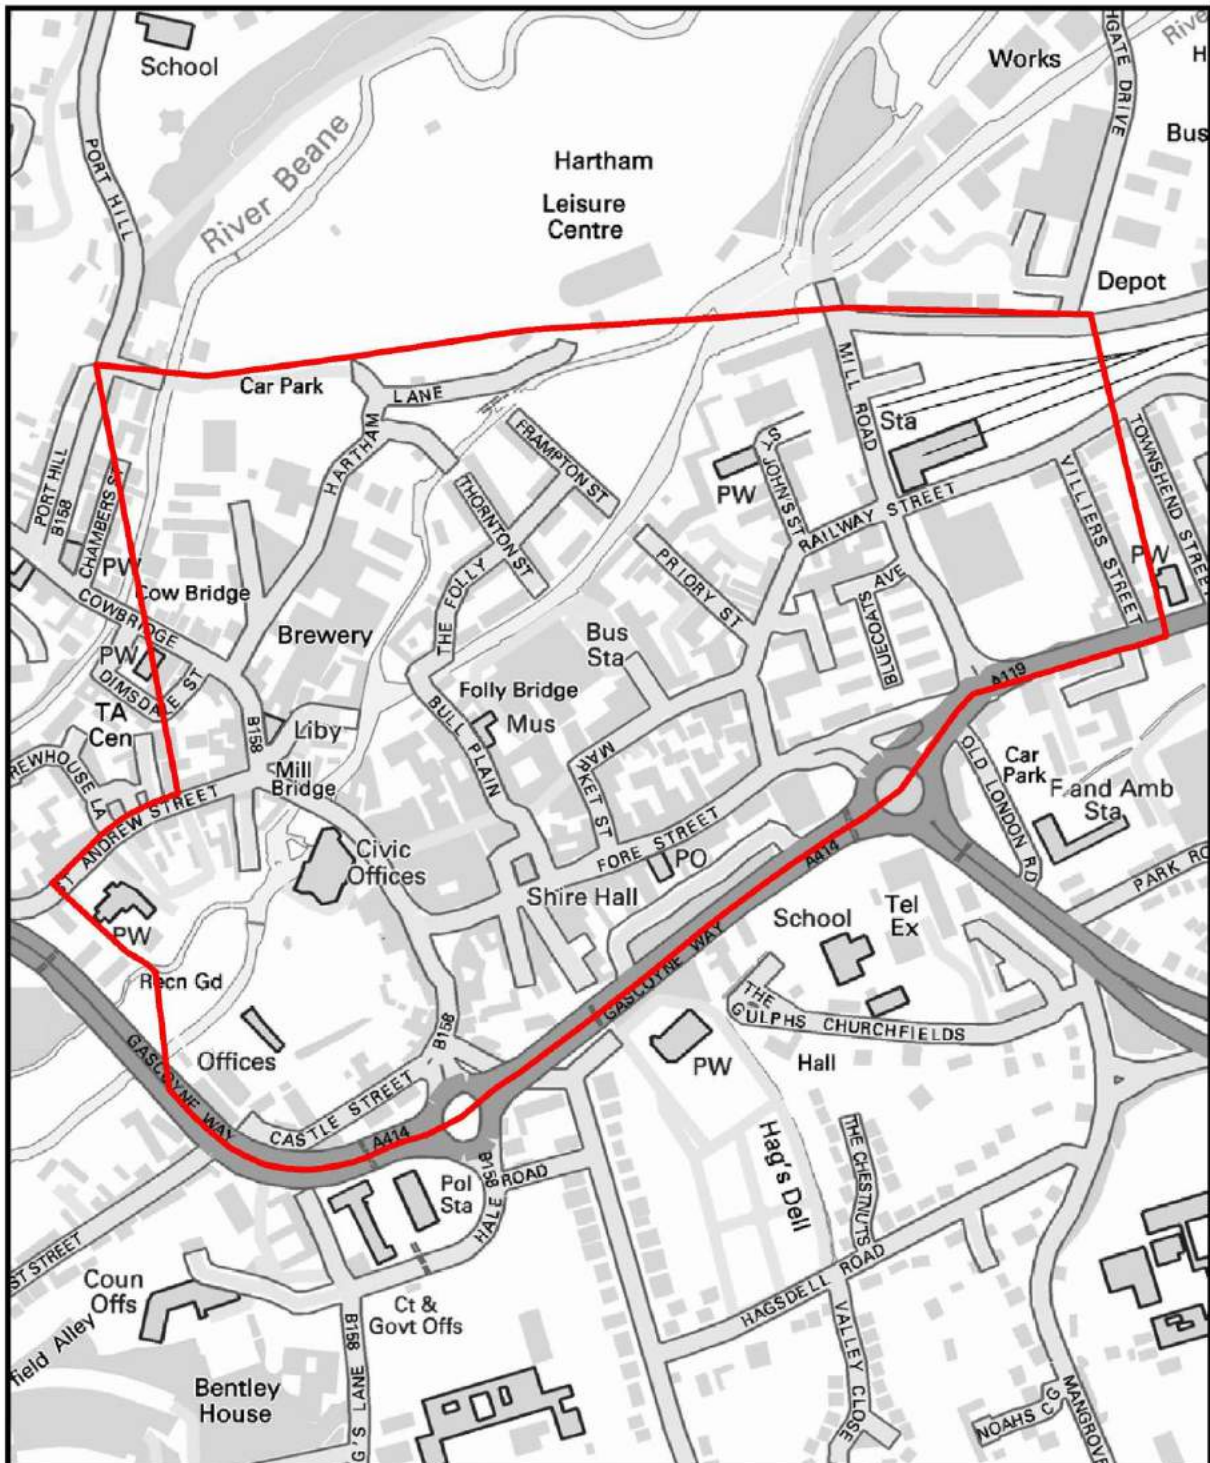 School
PORT HILL
River Beane
Hartham
Leisure
Centre
Works
HGATE DRIVE
Rive
H
Bus
Depot
Car Park
HARTHAM
LANE
MILL
ROAD
Sta
FRAMPTON ST
THORNTON ST
ST JOHN'S ST
PW
RAILWAY STREET
VILLIERS STREET
TOWNSHEND STREET
PW
PORT HILL
B158
CHAMBERS ST
PW
Cow Bridge
COWBRIDGE
PW
DIMSDALE ST
TA
Cen
Brewery
THE FOLLY
PRIORY ST
BLUECOATS AVE
Bus
Sta
Folly Bridge
Mus
BULL PLAIN
MARKET ST
A119
REWHOUSE LA
B158
Liby
Mill
Bridge
ST ANDREW STREET
OLD LONDON RD
Car
Park
F and Amb
Sta
Civic
Offices
FORE STREET
PO
A414
PARK RO
Shire Hall
School
Tel
Ex
PW
Recn Gd
GASCOYNE WAY
THE
GULPHS CHURCHFIELDS
B158
Offices
PW
Hall
GASCOYNE WAY
CASTLE STREET
A414
B158
HALE ROAD
Pol
Sta
Hag's Dell
THE CHESTNUTS
ST STREET
Coun
Offs
field Alley
Ct &
Govt Offs
HAGSDELL ROAD
B158
G'S LANE
VALLEY CLOSE
Bentley
House
NOAHS CG
MANGROVE